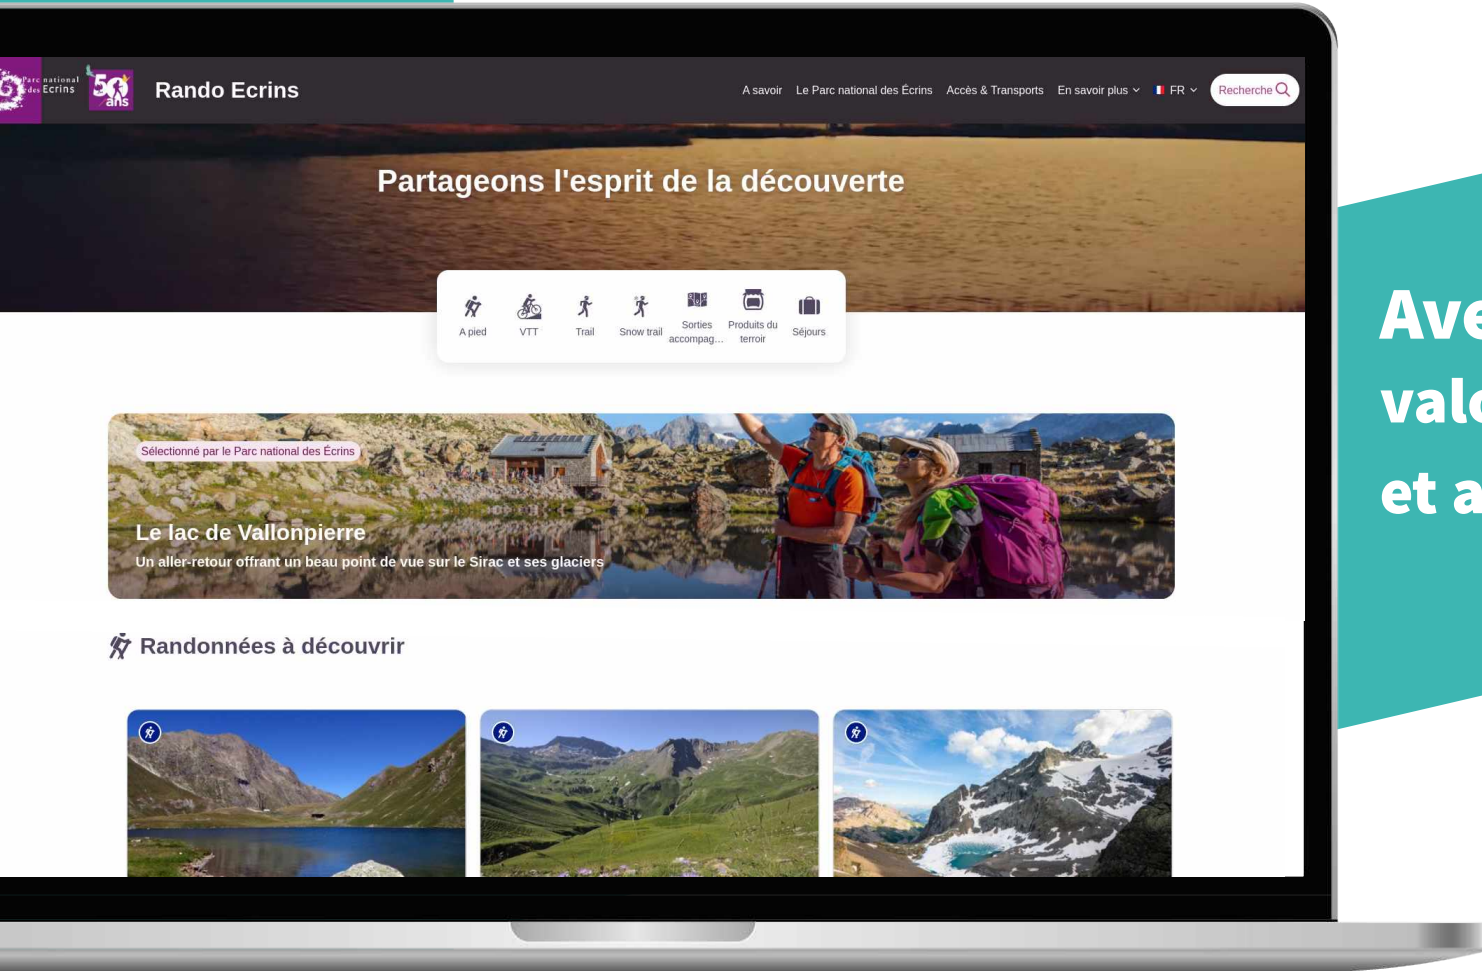 Parc national
des Ecrins
50
ans
Rando Ecrins
A savoir Le Parc national des Écrins Accès & Transports En savoir plus FR Recherche
Partageons l'esprit de la découverte
A pied
VTT
Trail
Snow trail
Sorties
accompag...
Produits du
terroir
Séjours
Sélectionné par le Parc national des Écrins
Le lac de Vallonpierre
Un aller-retour offrant un beau point de vue sur le Sirac et ses glaciers
Randonnées à découvrir
Ave
valo
et a